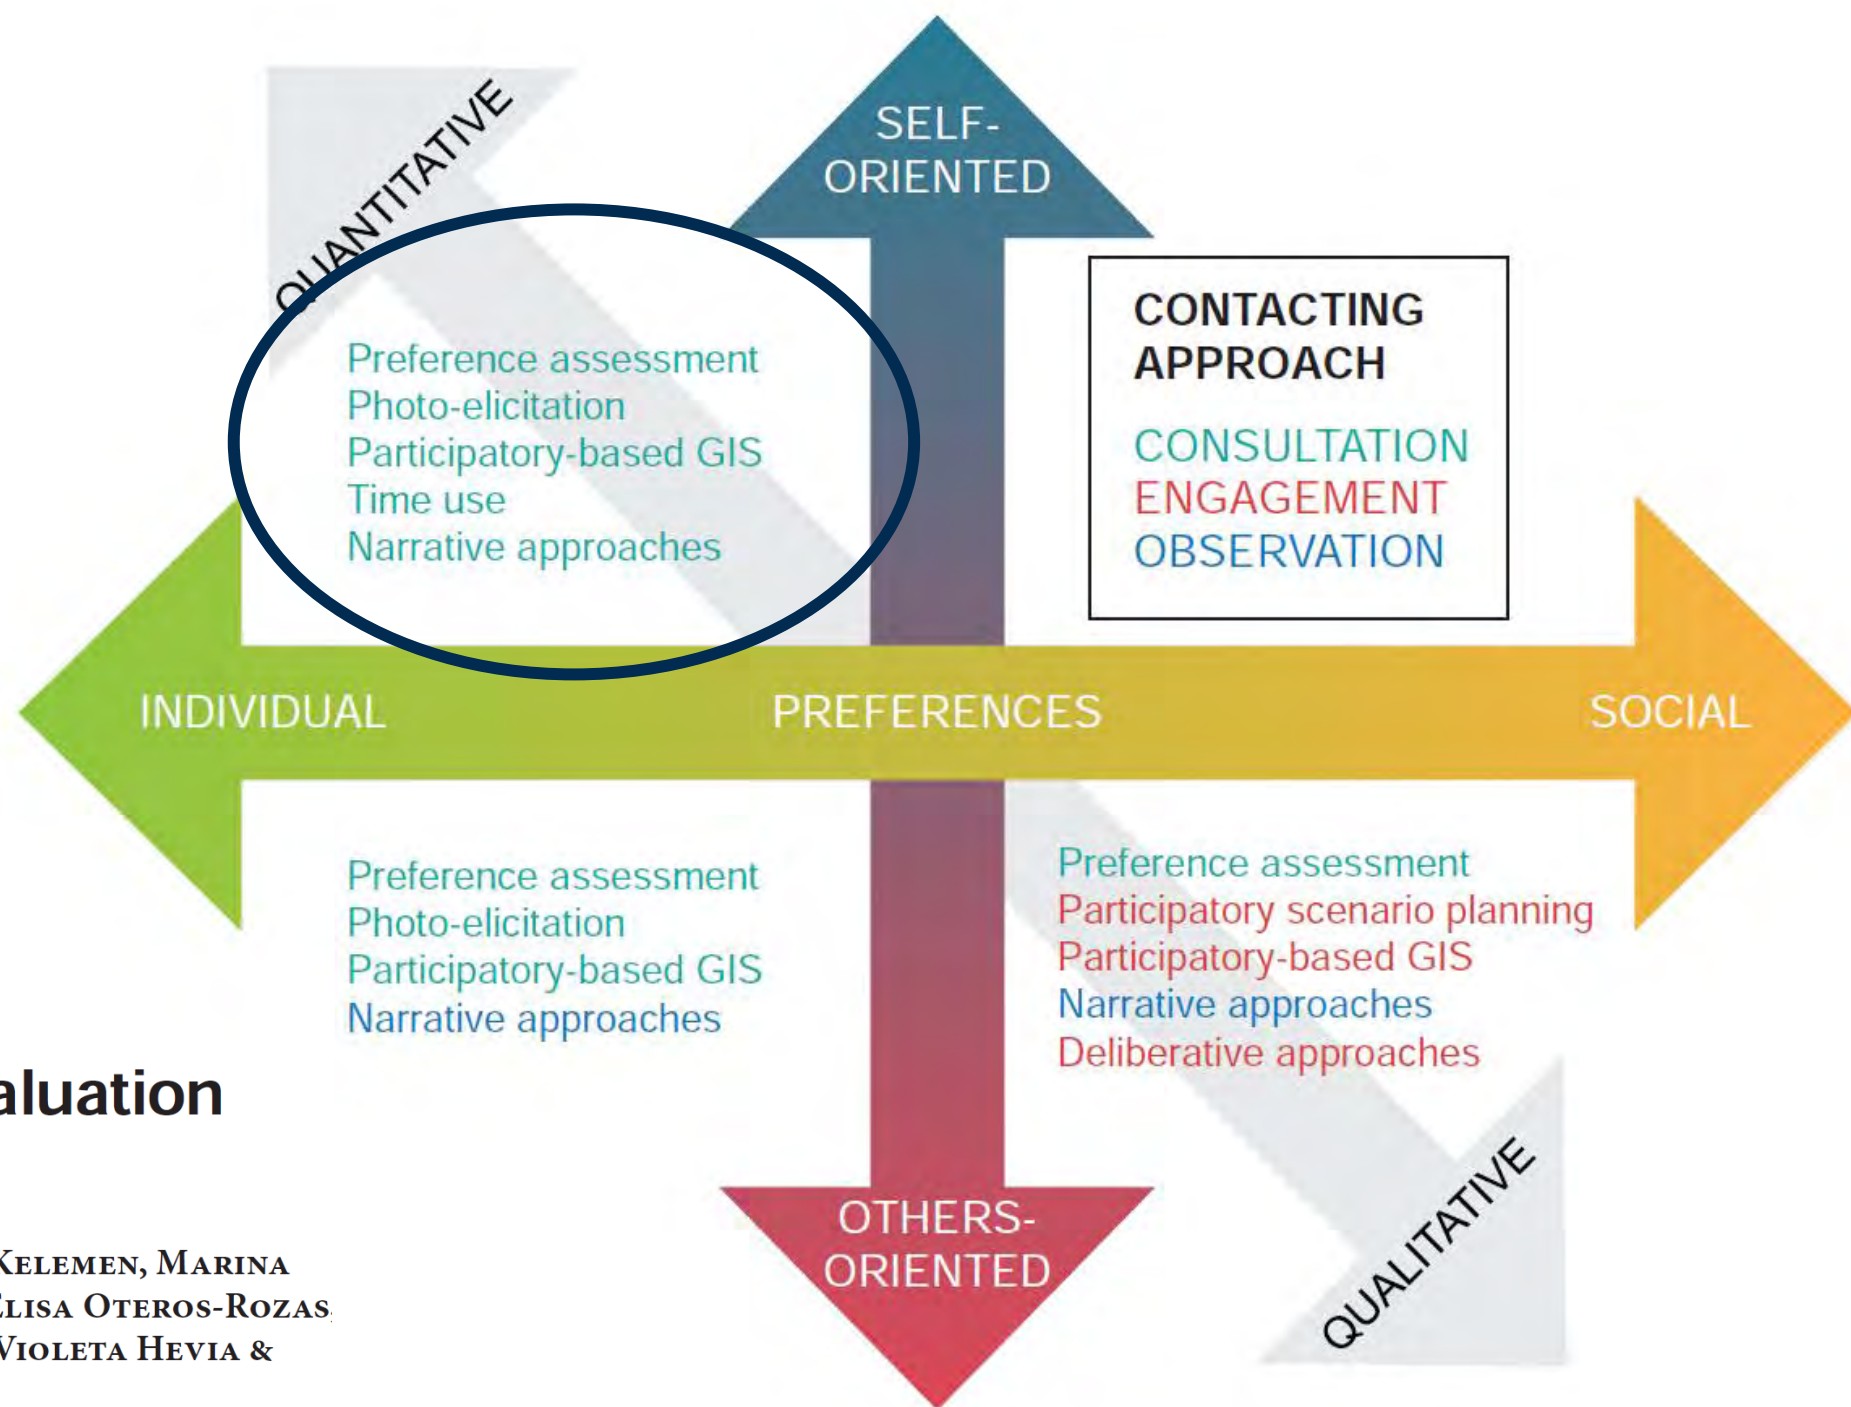 QUANTITATIVE
SELF-
ORIENTED
Preference assessment
Photo-elicitation
Participatory-based GIS
Time use
Narrative approaches
CONTACTING
APPROACH
CONSULTATION
ENGAGEMENT
OBSERVATION
INDIVIDUAL
PREFERENCES
SOCIAL
Preference assessment
Photo-elicitation
Participatory-based GIS
Narrative approaches
Preference assessment
Participatory scenario planning
Participatory-based GIS
Narrative approaches
Deliberative approaches
OTHERS-
ORIENTED
QUALITATIVE
aluation
KELEMEN, MARINA
ELISA OTEROS-ROZAS,
VIOLETA HEVIA &